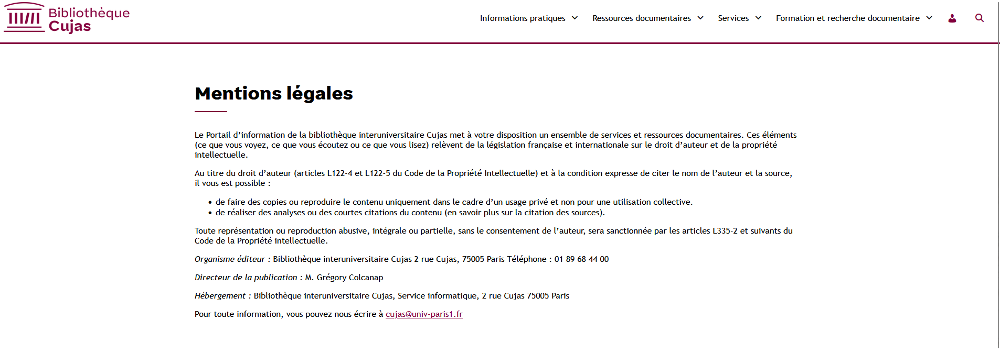 Bibliothèque
Cujas
Informations pratiques
Ressources documentaires
Services
Formation et recherche documentaire
Mentions légales
Le Portail d’information de la bibliothèque interuniversitaire Cujas met à votre disposition un ensemble de services et ressources documentaires. Ces éléments
(ce que vous voyez, ce que vous écoutez ou ce que vous lisez) relèvent de la législation française et internationale sur le droit d’auteur et de la propriété
intellectuelle.
Au titre du droit d’auteur (articles L122-4 et L122-5 du Code de la Propriété Intellectuelle) et à la condition expresse de citer le nom de l’auteur et la source,
il vous est possible :
• de faire des copies ou reproduire le contenu uniquement dans le cadre d’un usage privé et non pour une utilisation collective.
• de réaliser des analyses ou des courtes citations du contenu (en savoir plus sur la citation des sources).
Toute représentation ou reproduction abusive, intégrale ou partielle, sans le consentement de l’auteur, sera sanctionnée par les articles L335-2 et suivants du
Code de la Propriété intellectuelle.
Organisme éditeur : Bibliothèque interuniversitaire Cujas 2 rue Cujas, 75005 Paris Téléphone : 01 89 68 44 00
Directeur de la publication : M. Grégory Colcanap
Hébergement : Bibliothèque interuniversitaire Cujas, Service informatique, 2 rue Cujas 75005 Paris
Pour toute information, vous pouvez nous écrire à cujas@univ-paris1.fr